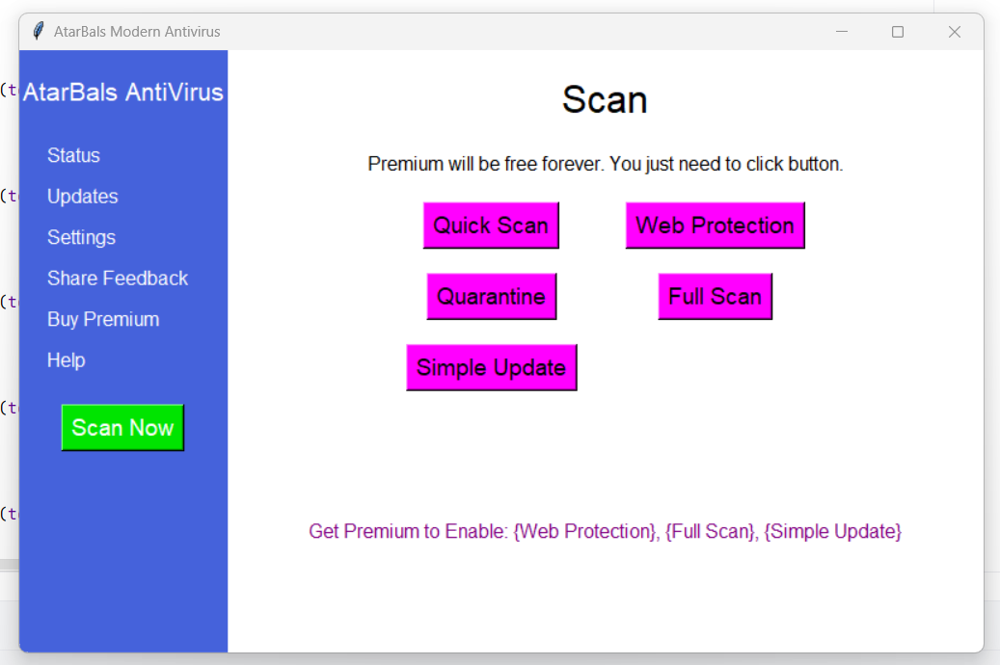 AtarBals Modern Antivirus
AtarBals AntiVirus
Status
Updates
Settings
Share Feedback
Buy Premium
Help
Scan Now
Scan
Premium will be free forever. You just need to click button.
Quick Scan Web Protection
Quarantine Full Scan
Simple Update
Get Premium to Enable: {Web Protection}, {Full Scan}, {Simple Update}